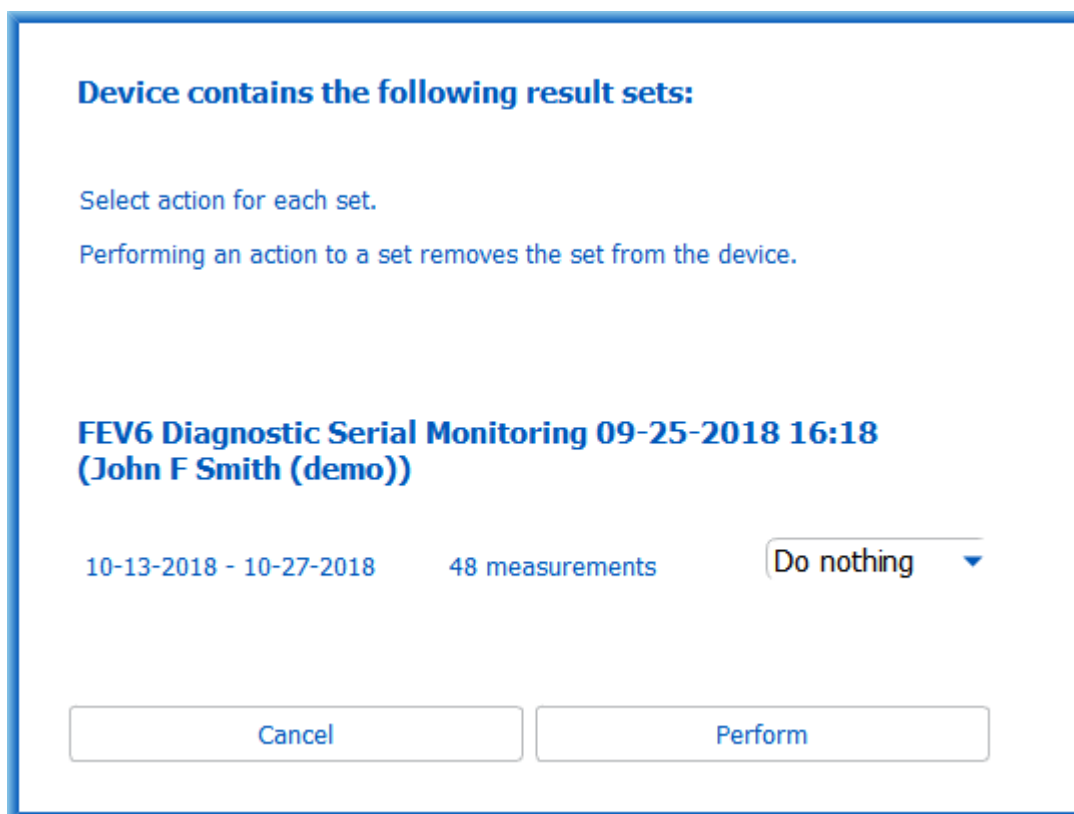 Device contains the following result sets:
Select action for each set.
Performing an action to a set removes the set from the device.
FEV6 Diagnostic Serial Monitoring 09-25-2018 16:18
(John F Smith (demo))
10-13-2018 - 10-27-2018 48 measurements Do nothing
Cancel Perform